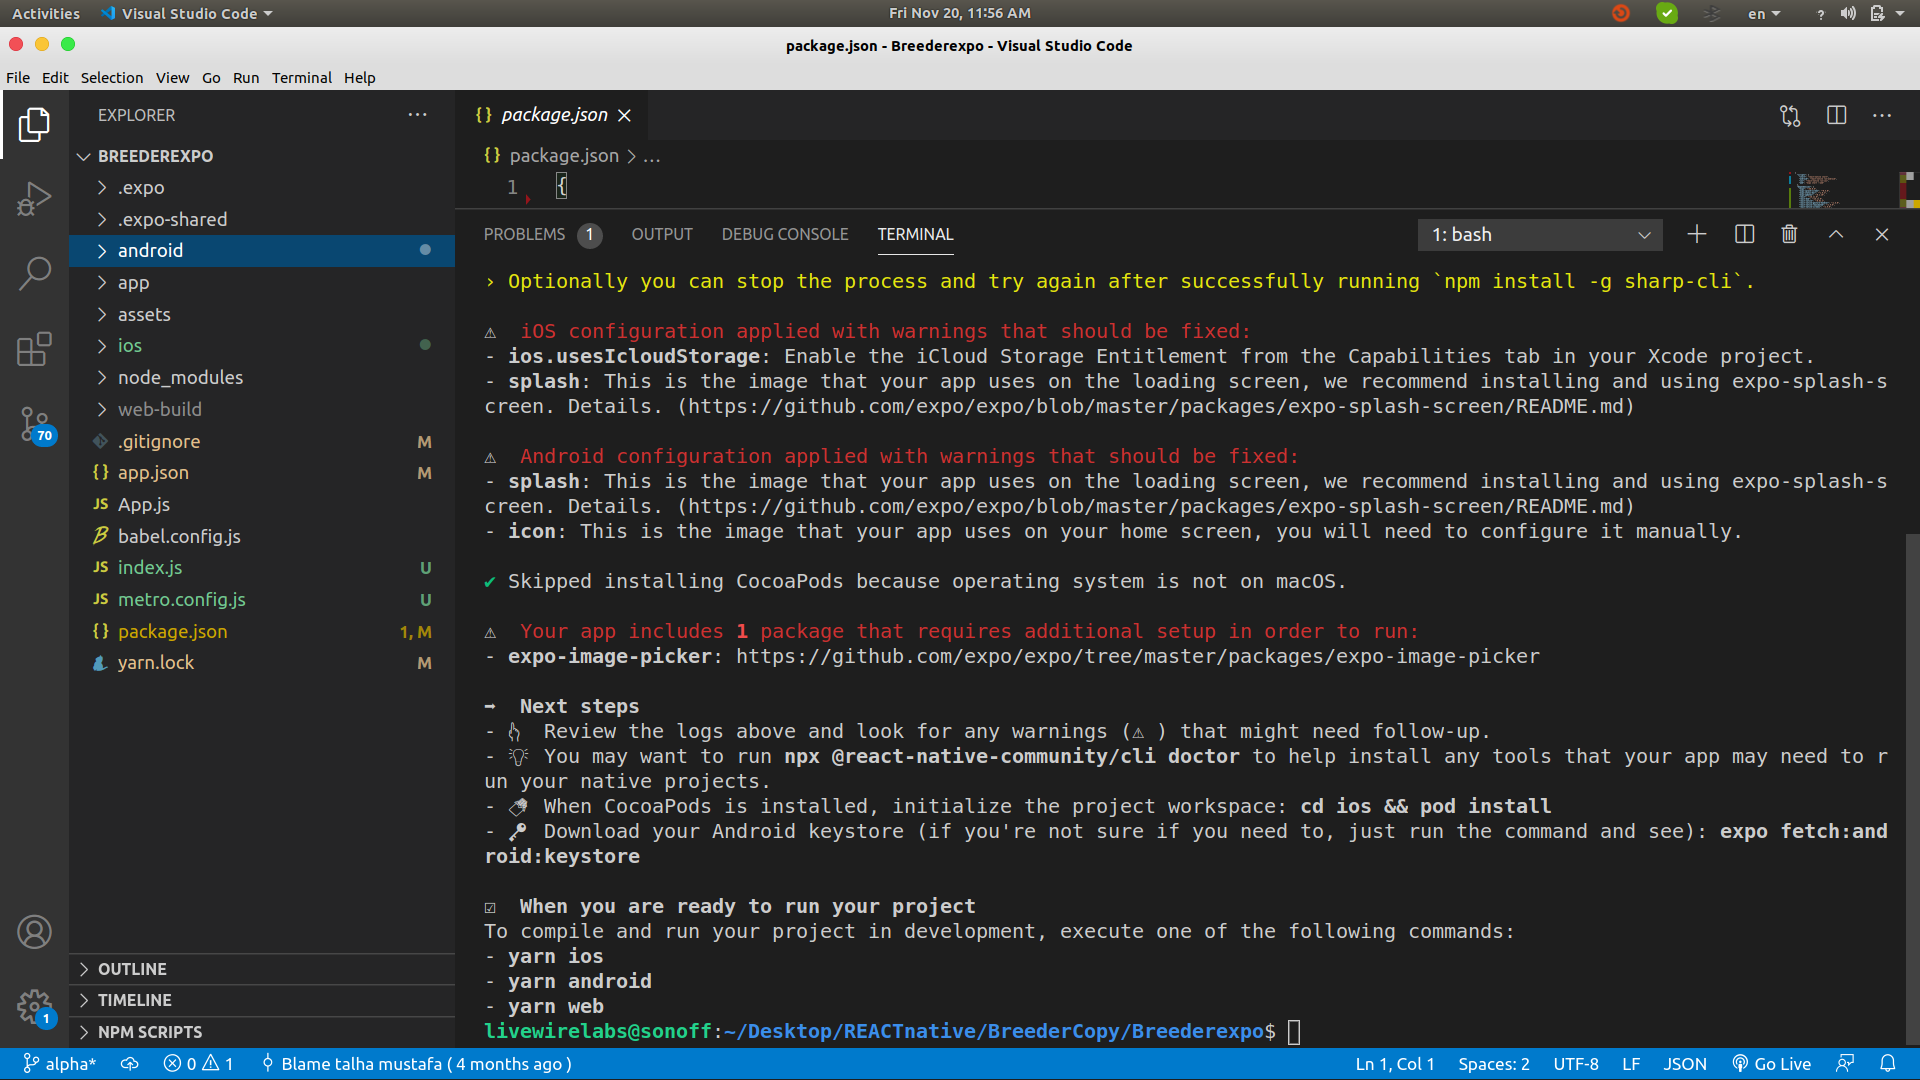 Activities Visual Studio Code Fri Nov 20, 11:56 AM en ?
package.json - Breederexpo - Visual Studio Code
File Edit Selection View Go Run Terminal Help
EXPLORER
BREEDEREXPO
.expo
.expo-shared
android
app
assets
ios
node_modules
web-build
.gitignore M
app.json M
App.js
babel.config.js
index.js U
metro.config.js U
package.json 1, M
yarn.lock M
OUTLINE
TIMELINE
NPM SCRIPTS
70
1
{} package.json
{} package.json > ...
1 {
PROBLEMS 1 OUTPUT DEBUG CONSOLE TERMINAL 1: bash
› Optionally you can stop the process and try again after successfully running `npm install -g sharp-cli`.
⚠ iOS configuration applied with warnings that should be fixed:
- ios.usesIcloudStorage: Enable the iCloud Storage Entitlement from the Capabilities tab in your Xcode project.
- splash: This is the image that your app uses on the loading screen, we recommend installing and using expo-splash-s
creen. Details. (https://github.com/expo/expo/blob/master/packages/expo-splash-screen/README.md)
⚠ Android configuration applied with warnings that should be fixed:
- splash: This is the image that your app uses on the loading screen, we recommend installing and using expo-splash-s
creen. Details. (https://github.com/expo/expo/blob/master/packages/expo-splash-screen/README.md)
- icon: This is the image that your app uses on your home screen, you will need to configure it manually.
✔ Skipped installing CocoaPods because operating system is not on macOS.
⚠ Your app includes 1 package that requires additional setup in order to run:
- expo-image-picker: https://github.com/expo/expo/tree/master/packages/expo-image-picker
➡ Next steps
- 👆 Review the logs above and look for any warnings (⚠ ) that might need follow-up.
- 💡 You may want to run npx @react-native-community/cli doctor to help install any tools that your app may need to r
un your native projects.
- 🍫 When CocoaPods is installed, initialize the project workspace: cd ios && pod install
- 🔑 Download your Android keystore (if you're not sure if you need to, just run the command and see): expo fetch:and
roid:keystore
☑ When you are ready to run your project
To compile and run your project in development, execute one of the following commands:
- yarn ios
- yarn android
- yarn web
livewirelabs@sonoff:~/Desktop/REACTnative/BreederCopy/Breederexpo$
alpha* 0 1 Blame talha mustafa ( 4 months ago ) Ln 1, Col 1 Spaces: 2 UTF-8 LF JSON Go Live